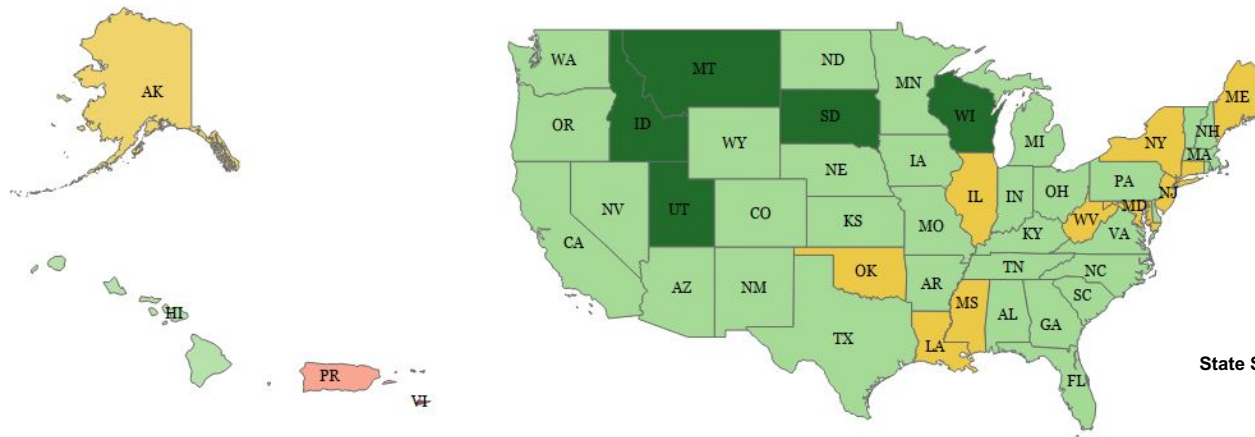 AK
HI
PR
VI
WA
OR
CA
NV
ID
MT
WY
UT
CO
AZ
NM
ND
SD
NE
KS
OK
TX
MN
IA
MO
AR
LA
WI
IL
MS
MI
IN
OH
KY
TN
AL
GA
FL
SC
NC
VA
WV
MD
PA
NJ
NY
MA
NH
ME
State S